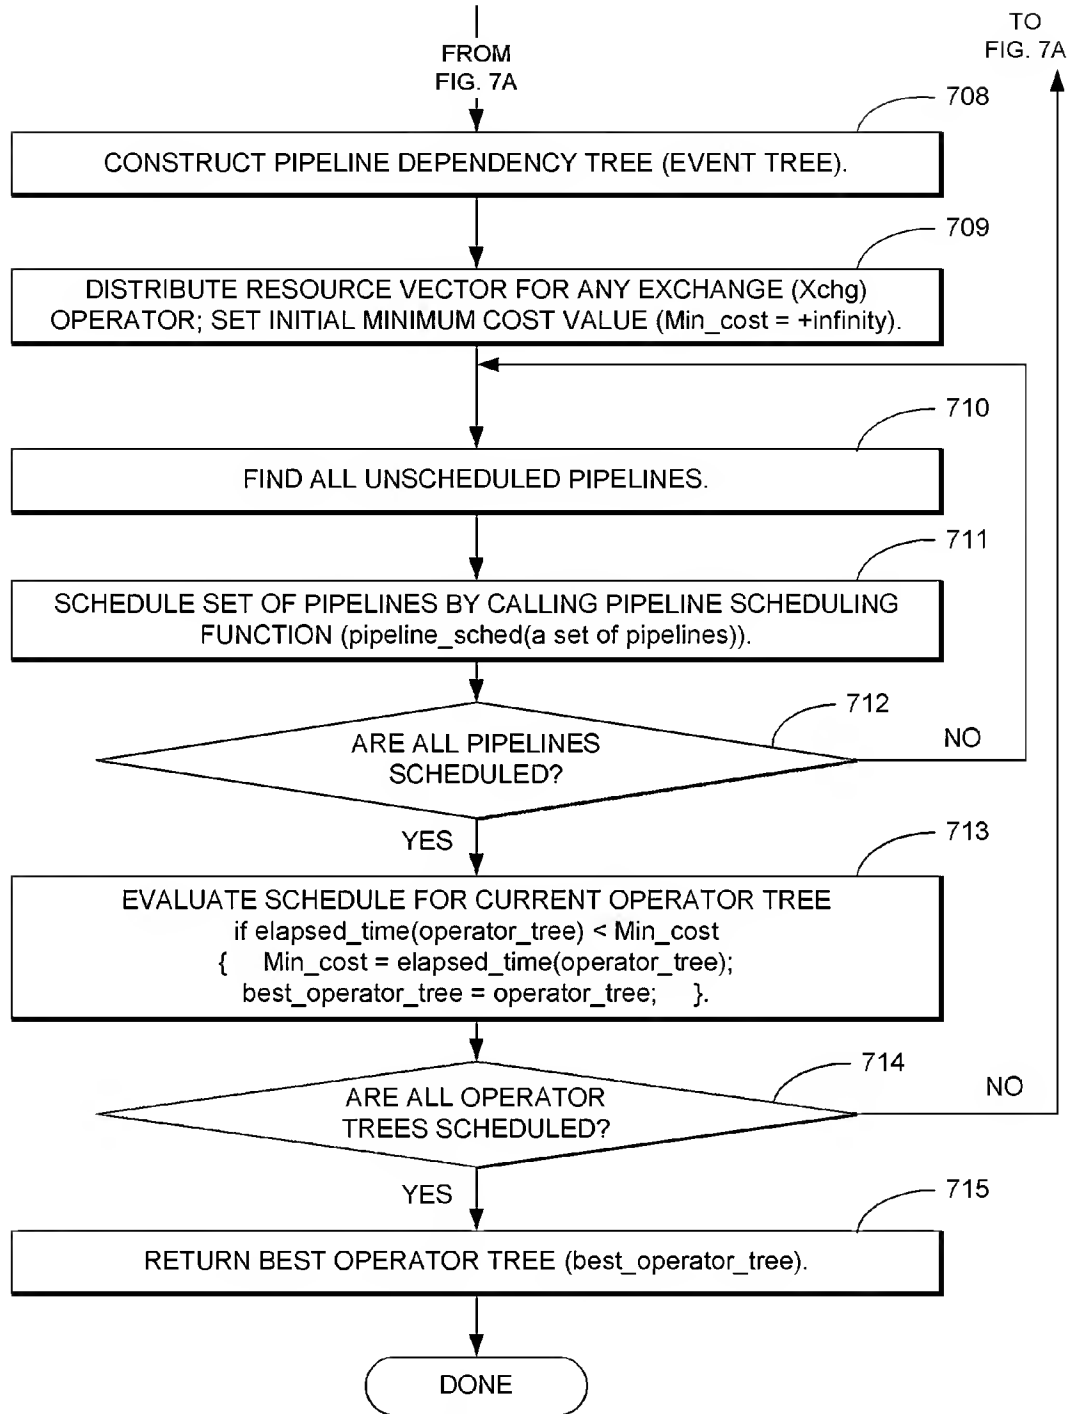 FROM
FIG. 7A
TO
FIG. 7A
708
CONSTRUCT PIPELINE DEPENDENCY TREE (EVENT TREE).
709
DISTRIBUTE RESOURCE VECTOR FOR ANY EXCHANGE (Xchg)
OPERATOR; SET INITIAL MINIMUM COST VALUE (Min_cost = +infinity).
710
FIND ALL UNSCHEDULED PIPELINES.
711
SCHEDULE SET OF PIPELINES BY CALLING PIPELINE SCHEDULING
FUNCTION (pipeline_sched(a set of pipelines)).
712
ARE ALL PIPELINES
SCHEDULED?
NO
YES
713
EVALUATE SCHEDULE FOR CURRENT OPERATOR TREE
if elapsed_time(operator_tree) < Min_cost
{ Min_cost = elapsed_time(operator_tree);
best_operator_tree = operator_tree; }.
714
ARE ALL OPERATOR
TREES SCHEDULED?
NO
YES
715
RETURN BEST OPERATOR TREE (best_operator_tree).
DONE